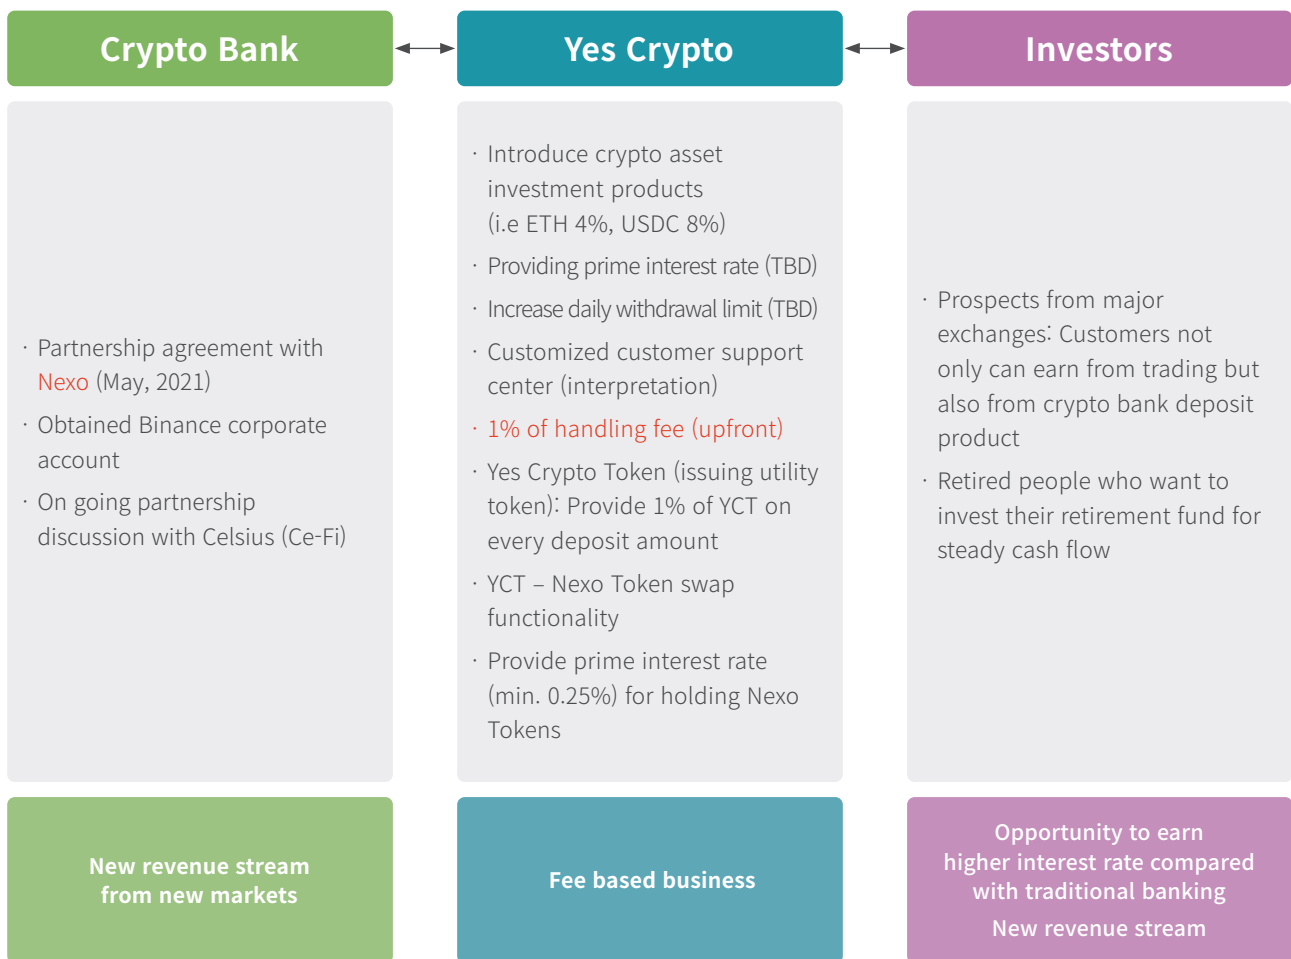 Crypto Bank
· Partnership agreement with
Nexo (May, 2021)
· Obtained Binance corporate
account
· On going partnership
discussion with Celsius (Ce-Fi)
New revenue stream
from new markets
Yes Crypto
· Introduce crypto asset
investment products
(i.e ETH 4%, USDC 8%)
· Providing prime interest rate (TBD)
· Increase daily withdrawal limit (TBD)
· Customized customer support
center (interpretation)
· 1% of handling fee (upfront)
· Yes Crypto Token (issuing utility
token): Provide 1% of YCT on
every deposit amount
· YCT – Nexo Token swap
functionality
· Provide prime interest rate
(min. 0.25%) for holding Nexo
Tokens
Fee based business
Investors
· Prospects from major
exchanges: Customers not
only can earn from trading but
also from crypto bank deposit
product
· Retired people who want to
invest their retirement fund for
steady cash flow
Opportunity to earn
higher interest rate compared
with traditional banking
New revenue stream